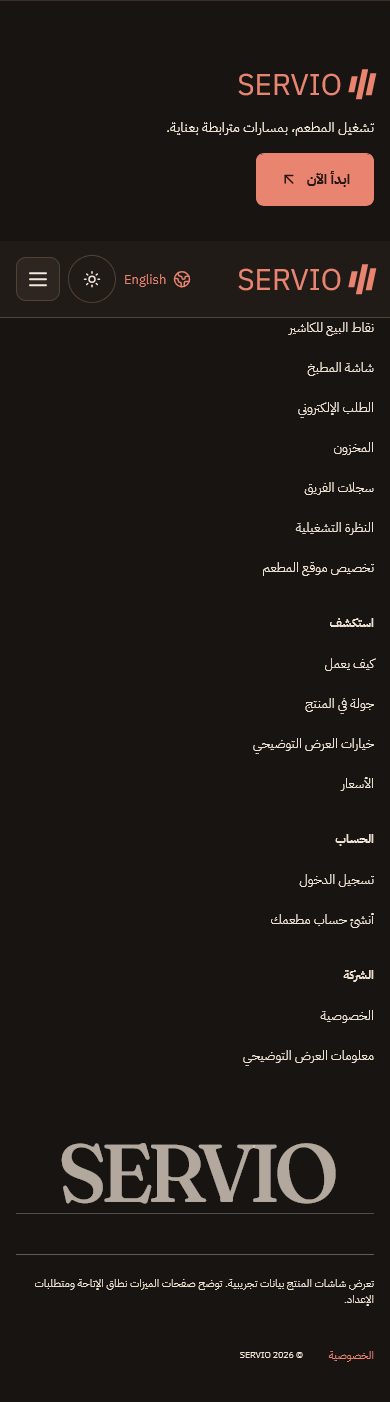 SERVIO
تشغيل المطعم، بمسارات مترابطة بعناية.
ابدأ الآن
SERVIO
English
نقاط البيع للكاشير
شاشة المطبخ
الطلب الإلكتروني
المخزون
سجلات الفريق
النظرة التشغيلية
تخصيص موقع المطعم
استكشف
كيف يعمل
جولة في المنتج
خيارات العرض التوضيحي
الأسعار
الحساب
تسجيل الدخول
أنشئ حساب مطعمك
الشركة
الخصوصية
معلومات العرض التوضيحي
SERVIO
تعرض شاشات المنتج بيانات تجريبية. توضح صفحات الميزات نطاق الإتاحة ومتطلبات
الإعداد.
الخصوصية
© 2026 SERVIO